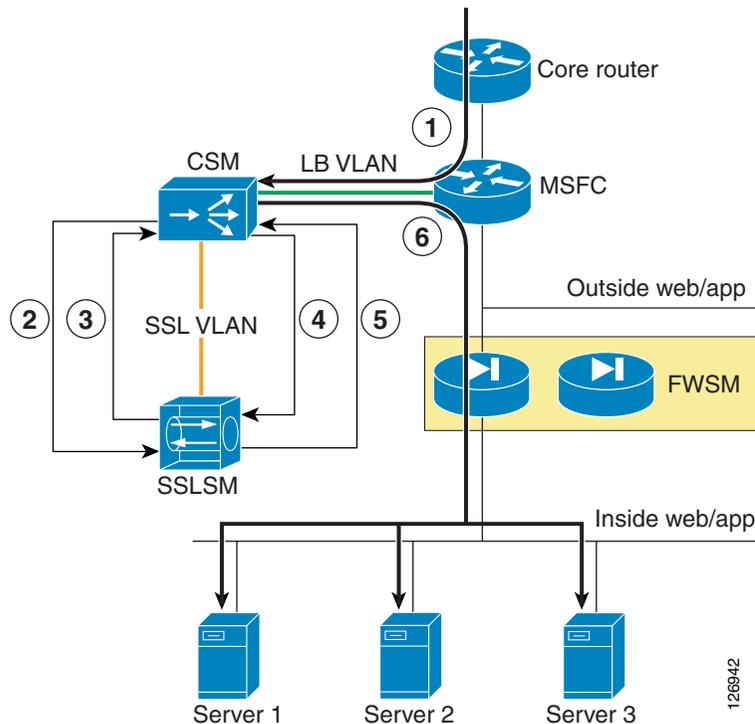 Core router
1
CSM
LB VLAN
MSFC
6
Outside web/app
2
3
SSL VLAN
4
5
FWSM
SSLSM
Inside web/app
Server 1
Server 2
Server 3
126942